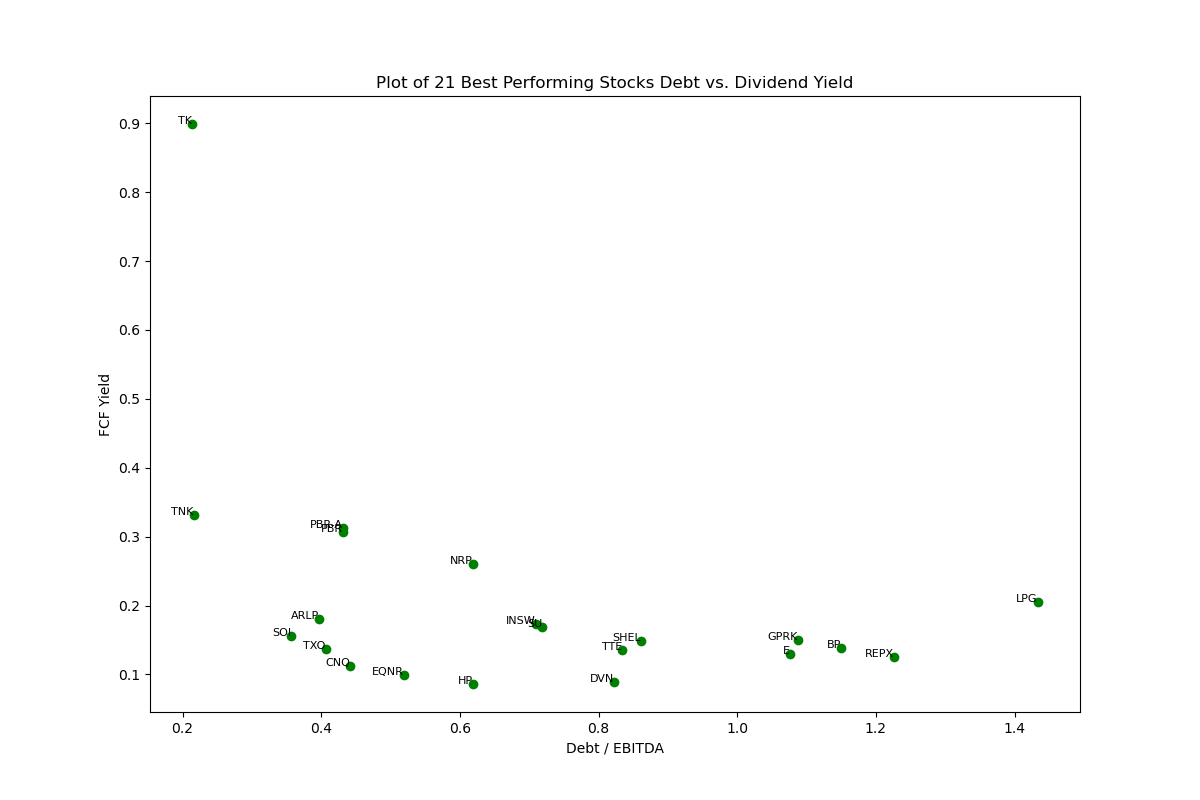 Plot of 21 Best Performing Stocks Debt vs. Dividend Yield
0.9
TK
0.8
0.7
0.6
0.5
FCF Yield
0.4
TNK
PBR-A
PBR
0.3
NRP
0.2
LPG
ARLP
INSW
SU
SOI
SHEL
GPRK
TXO
TTE
BP
E
REPX
CNQ
EQNR
0.1
HP
DVN
0.2
0.4
0.6
0.8
1.0
1.2
1.4
Debt / EBITDA